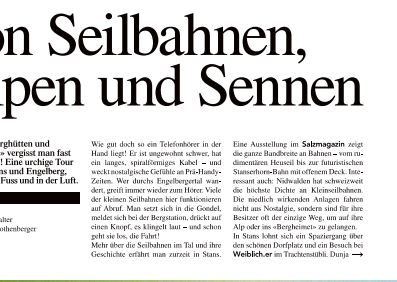 on Seilbahnen,
lpen und Sennen
rghütten und
» vergisst man fast
! Eine urchige Tour
ns und Engelberg,
Fuss und in der Luft.
alter
othenberger
Wie gut doch so ein Telefonhörer in der
Hand liegt! Er ist ungewohnt schwer, hat
ein langes, spiralförmiges Kabel – und
weckt nostalgische Gefühle an Prä-Handy-
Zeiten. Wer durchs Engelbergertal wan-
dert, greift immer wieder zum Hörer. Viele
der kleinen Seilbahnen hier funktionieren
auf Abruf. Man setzt sich in die Gondel,
meldet sich bei der Bergstation, drückt auf
einen Knopf, es klingelt laut – und schon
geht sie los, die Fahrt!
Mehr über die Seilbahnen im Tal und ihre
Geschichte erfährt man zurzeit in Stans.
Eine Ausstellung im Salzmagazin zeigt
die ganze Bandbreite an Bahnen – vom ru-
dimentären Heuseil bis zur futuristischen
Stanserhorn-Bahn mit offenem Deck. Inte-
ressant auch: Nidwalden hat schweizweit
die höchste Dichte an Kleinseilbahnen.
Die niedlich wirkenden Anlagen fahren
nicht aus Nostalgie, sondern sind für ihre
Besitzer oft der einzige Weg, um auf ihre
Alp oder ins «Bergheimet» zu gelangen.
In Stans lohnt sich ein Spaziergang über
den schönen Dorfplatz und ein Besuch bei
Weiblich.er im Trachtenstübli. Dunja →